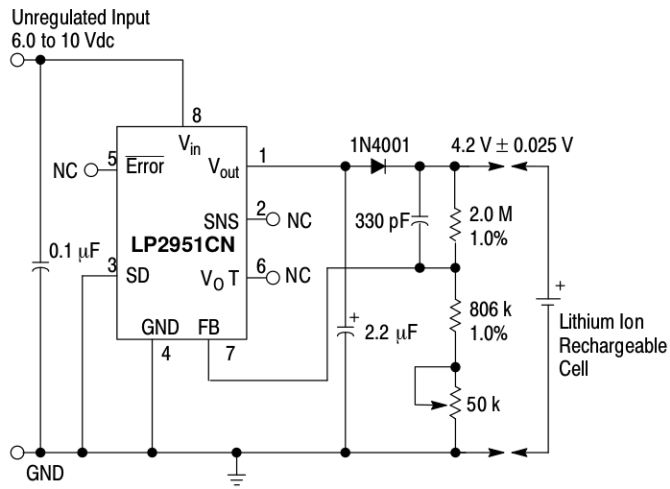 Unregulated Input
6.0 to 10 Vdc
8
Vin
1N4001
4.2 V ± 0.025 V
NC
5
Error
Vout
1
SNS
2
NC
330 pF
2.0 M
1.0%
LP2951CN
0.1 µF
3
SD
VO T
6
NC
806 k
1.0%
+
Lithium Ion
Rechargeable
Cell
GND
FB
+
2.2 µF
4
7
50 k
GND